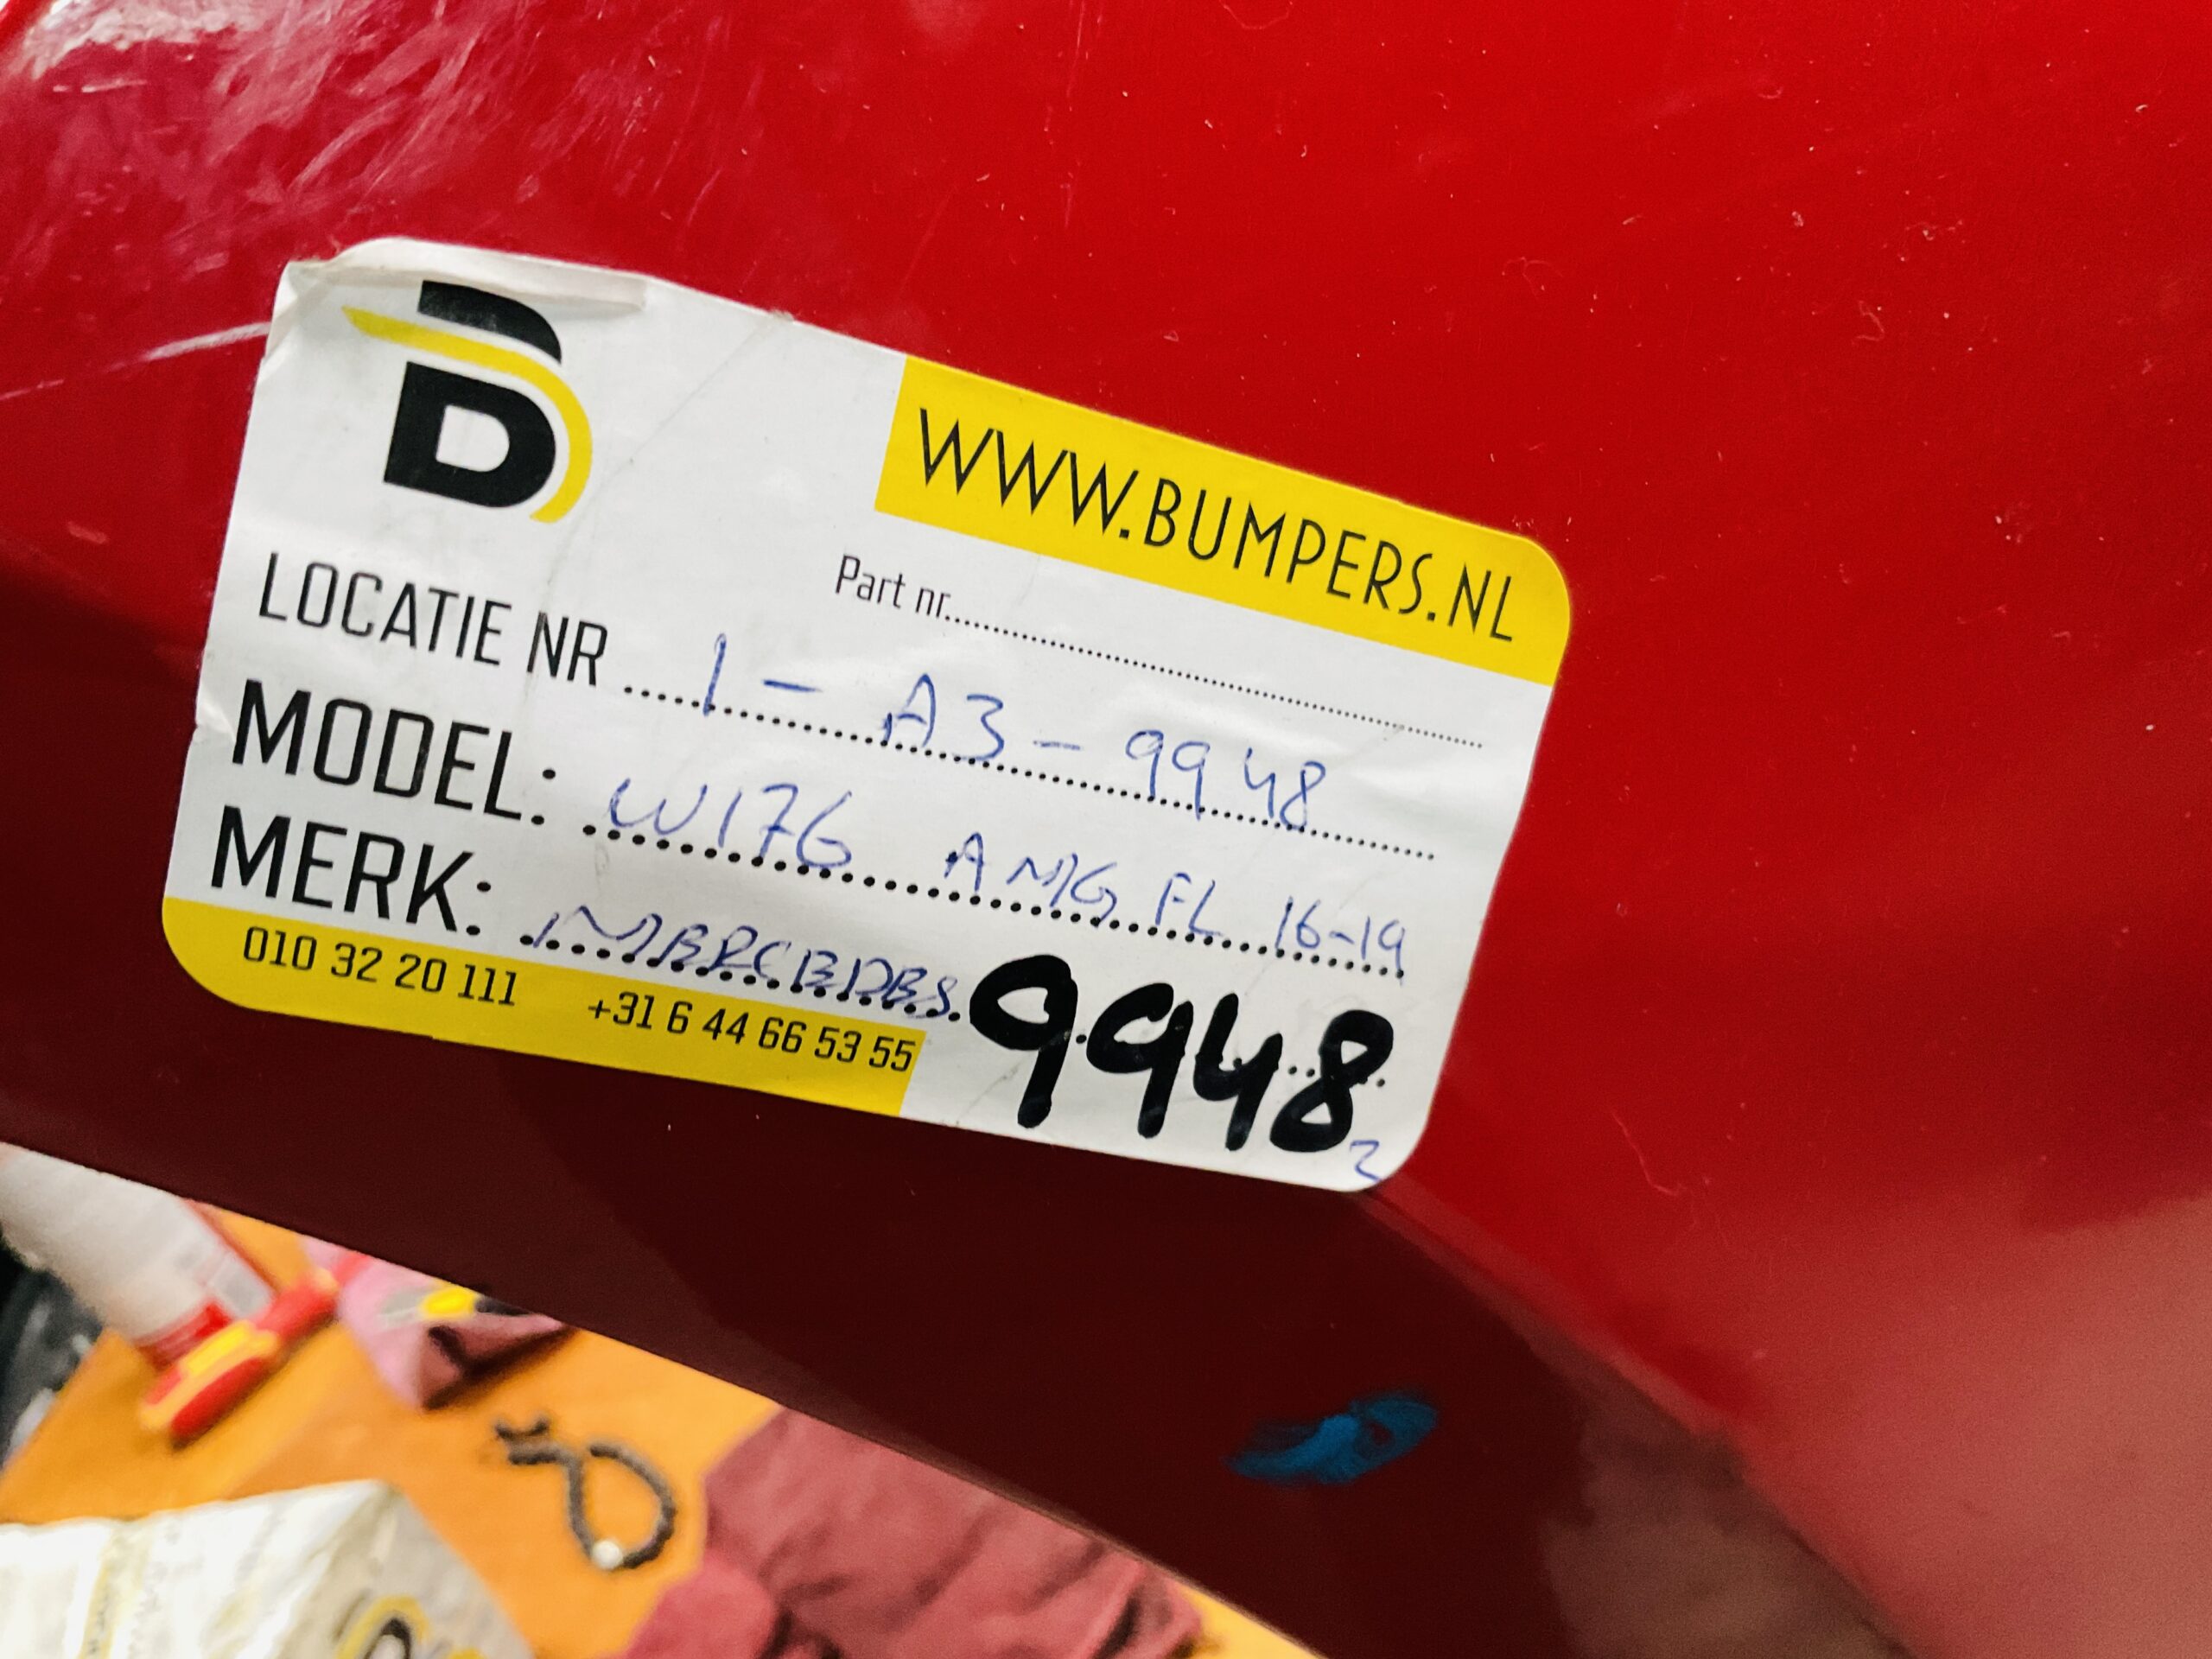 B
WWW.BUMPERS.NL
Part nr.
LOCATIE NR 1 - A3 - 9948
MODEL: W176 AMG FL 16-19
MERK: MERCEDES
9948
2
010 32 20 111 +31 6 44 66 53 55